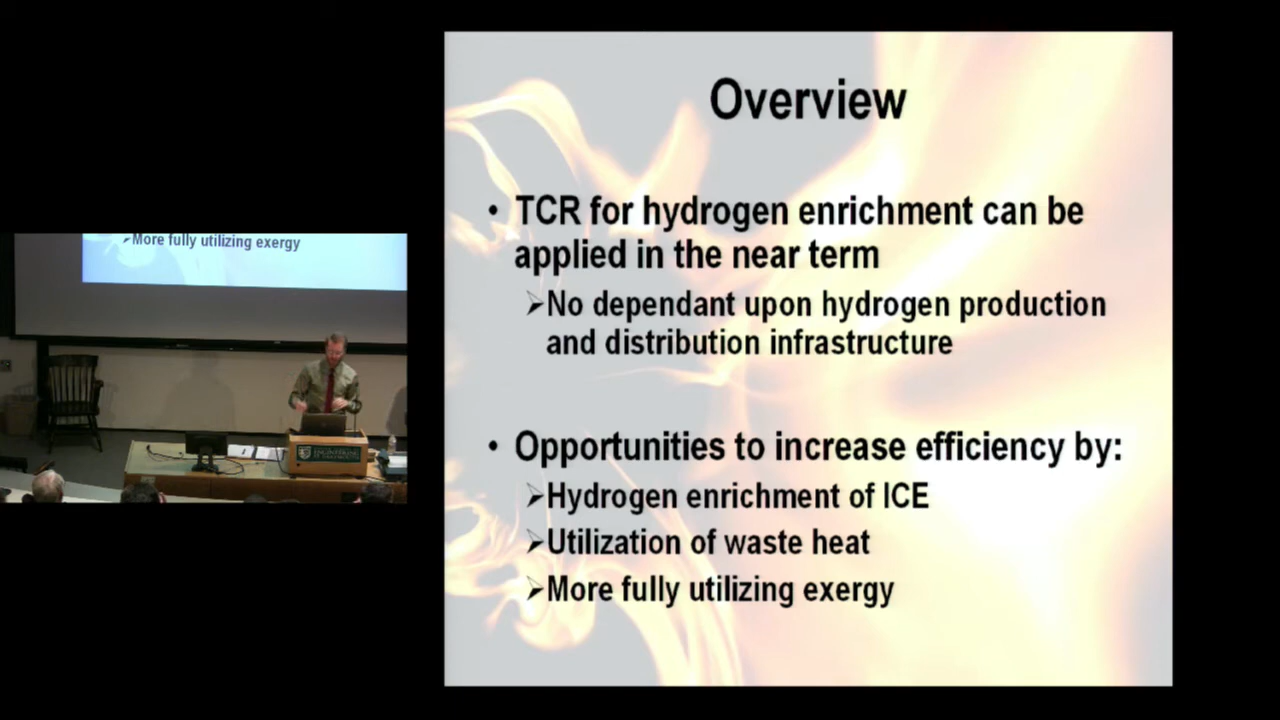 Overview
• TCR for hydrogen enrichment can be
applied in the near term
➢No dependant upon hydrogen production
and distribution infrastructure
• Opportunities to increase efficiency by:
➢Hydrogen enrichment of ICE
➢Utilization of waste heat
➢More fully utilizing exergy
➢More fully utilizing exergy
ENGINEERING